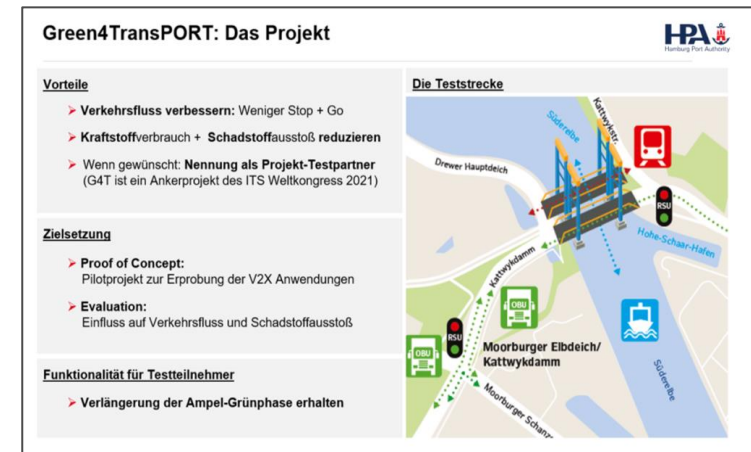 Green4TransPORT: Das Projekt
HPA
Hamburg Port Authority
Vorteile
Verkehrsfluss verbessern: Weniger Stop + Go
Kraftstoffverbrauch + Schadstoffausstoß reduzieren
Wenn gewünscht: Nennung als Projekt-Testpartner
(G4T ist ein Ankerprojekt des ITS Weltkongress 2021)
Zielsetzung
Proof of Concept:
Pilotprojekt zur Erprobung der V2X Anwendungen
Evaluation:
Einfluss auf Verkehrsfluss und Schadstoffausstoß
Funktionalität für Testteilnehmer
Verlängerung der Ampel-Grünphase erhalten
Die Teststrecke
Süderelbe
Kattwykstr.
Drewer Hauptdeich
RSU
Hohe-Schaar-Hafen
Kattwykdamm
OBU
RSU
OBU
Moorburger Elbdeich/
Kattwykdamm
Süderelbe
Moorburger Schanze